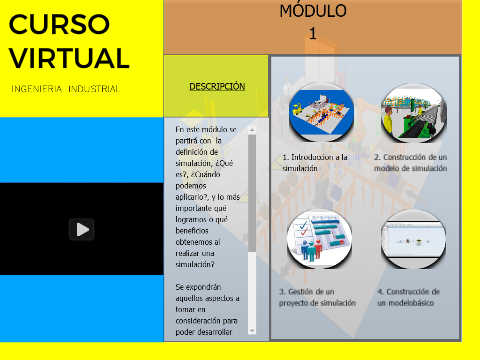 CURSO
VIRTUAL
INGENIERIA INDUSTRIAL
MÓDULO
1
DESCRIPCIÓN
En este módulo se
partirá con la
definición de
simulación, ¿Qué
es?, ¿Cuándo
podemos
aplicarlo?, y lo más
importante qué
logramos o qué
beneficios
obtenemos al
realizar una
simulación?
Se expondrán
aquellos aspectos a
tomar en
consideración para
poder desarrollar
1. Introduccion a la
simulación
2. Construcción de un
modelo de simulación
3. Gestión de un
proyecto de simulación
4. Construcción de
un modelobásico